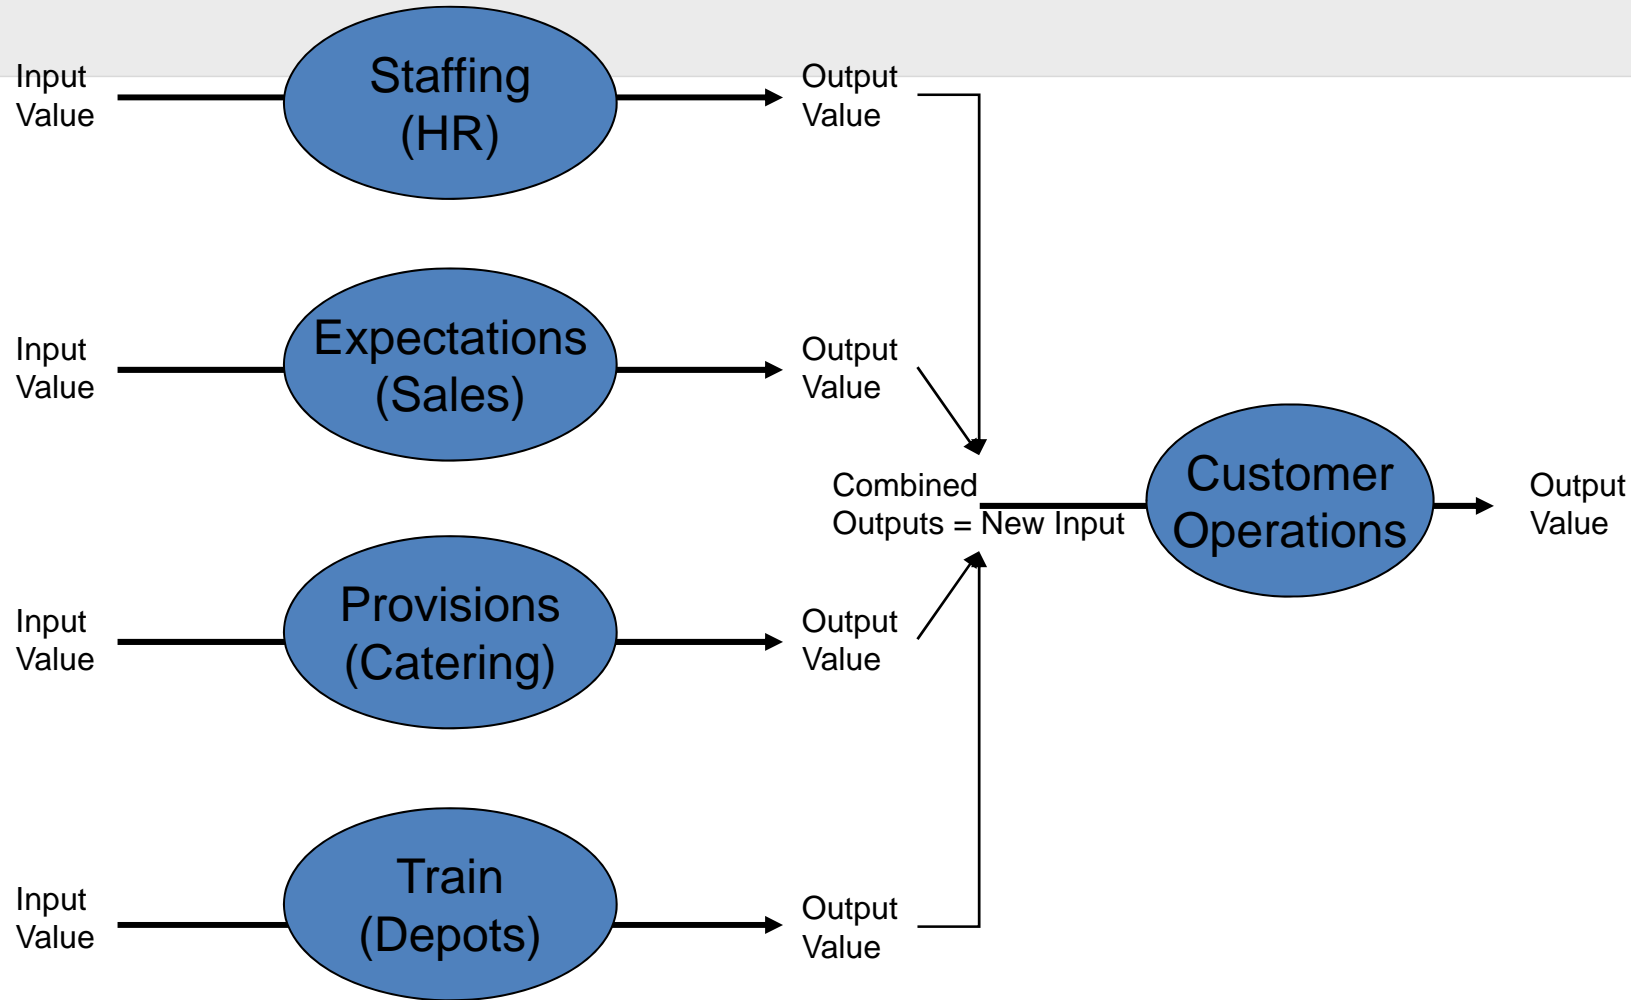 Input
Value
Staffing
(HR)
Output
Value
Input
Value
Expectations
(Sales)
Output
Value
Combined
Outputs = New Input
Customer
Operations
Output
Value
Input
Value
Provisions
(Catering)
Output
Value
Input
Value
Train
(Depots)
Output
Value